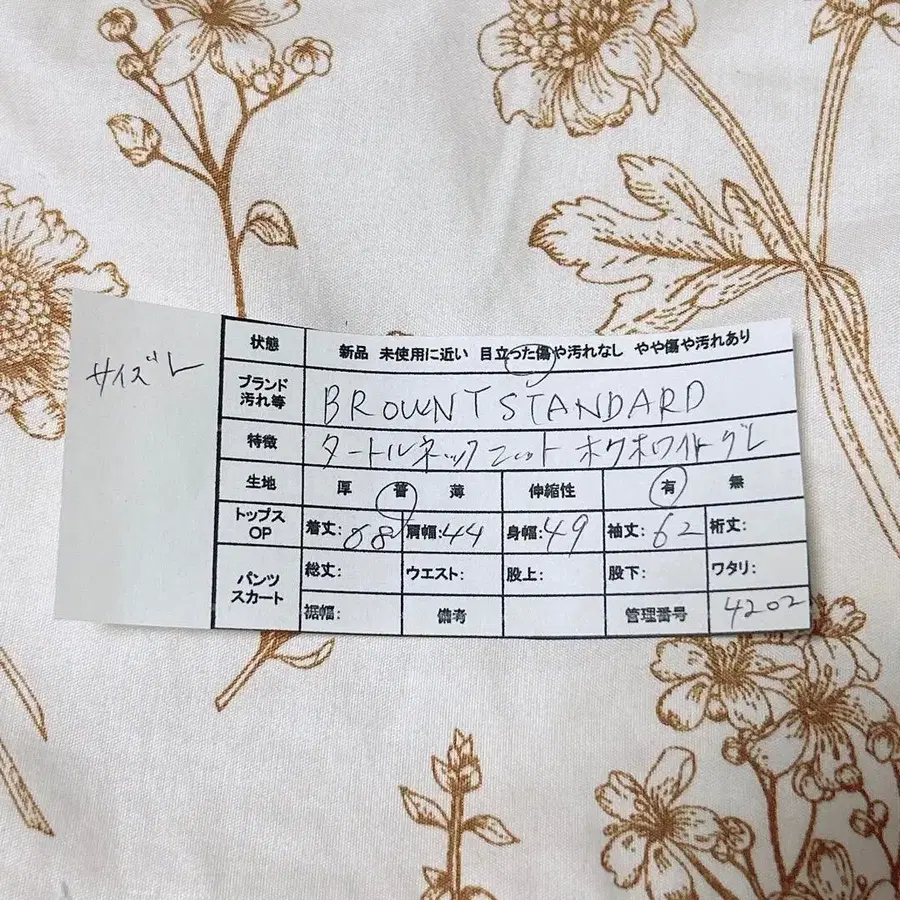 サイズ L
状態 新品 未使用に近い 目立った傷や汚れなし やや傷や汚れあり
ブランド 汚れ等 BROWNT STANDARD
特徴 タートルネック ニット オフホワイト グレ
生地 厚 普 薄 伸縮性 有 無
トップス OP 着丈:68 肩幅:44 身幅:49 袖丈:62 裄丈:
パンツ スカート 総丈: ウエスト: 股上: 股下: ワタリ:
裾幅: 備考 管理番号 4202